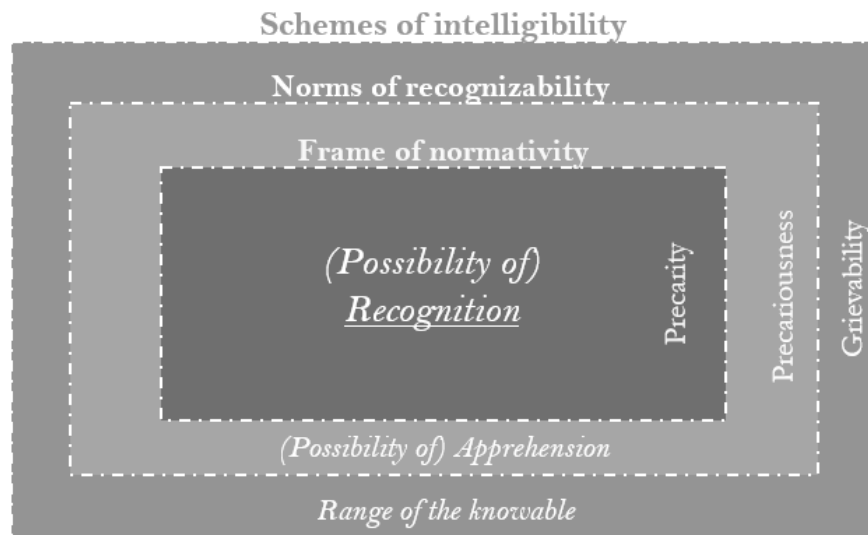 Schemes of intelligibility
Norms of recognizability
Frame of normativity
(Possibility of)
Recognition
Precarity
Precariousness
Grievability
(Possibility of) Apprehension
Range of the knowable